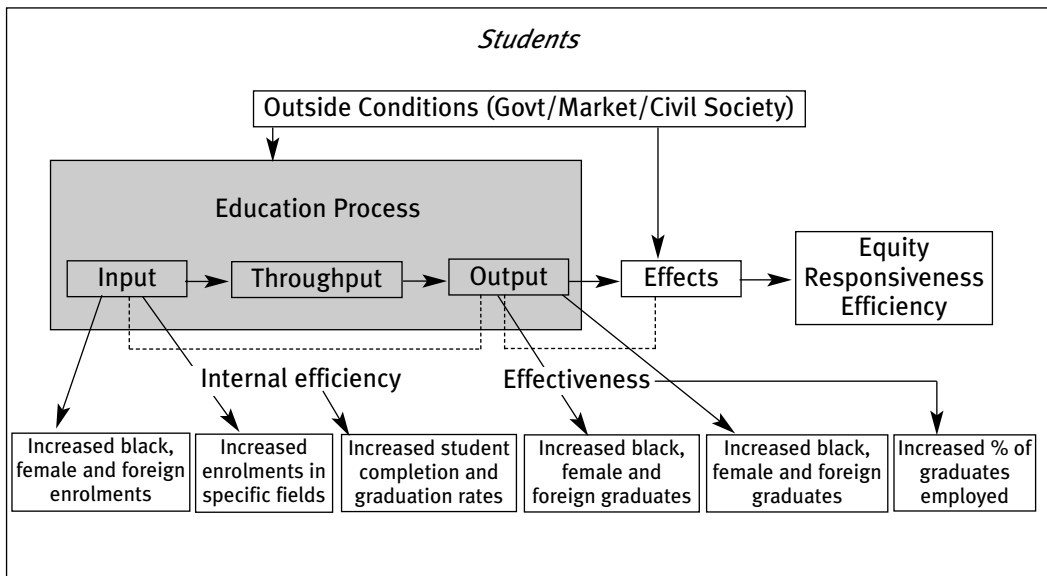 Students
Outside Conditions (Govt/Market/Civil Society)
Education Process
Input
Throughput
Output
Effects
Equity
Responsiveness
Efficiency
Internal efficiency
Effectiveness
Increased black,
female and foreign
enrolments
Increased
enrolments in
specific fields
Increased student
completion and
graduation rates
Increased black,
female and
foreign graduates
Increased black,
female and foreign
graduates
Increased % of
graduates
employed